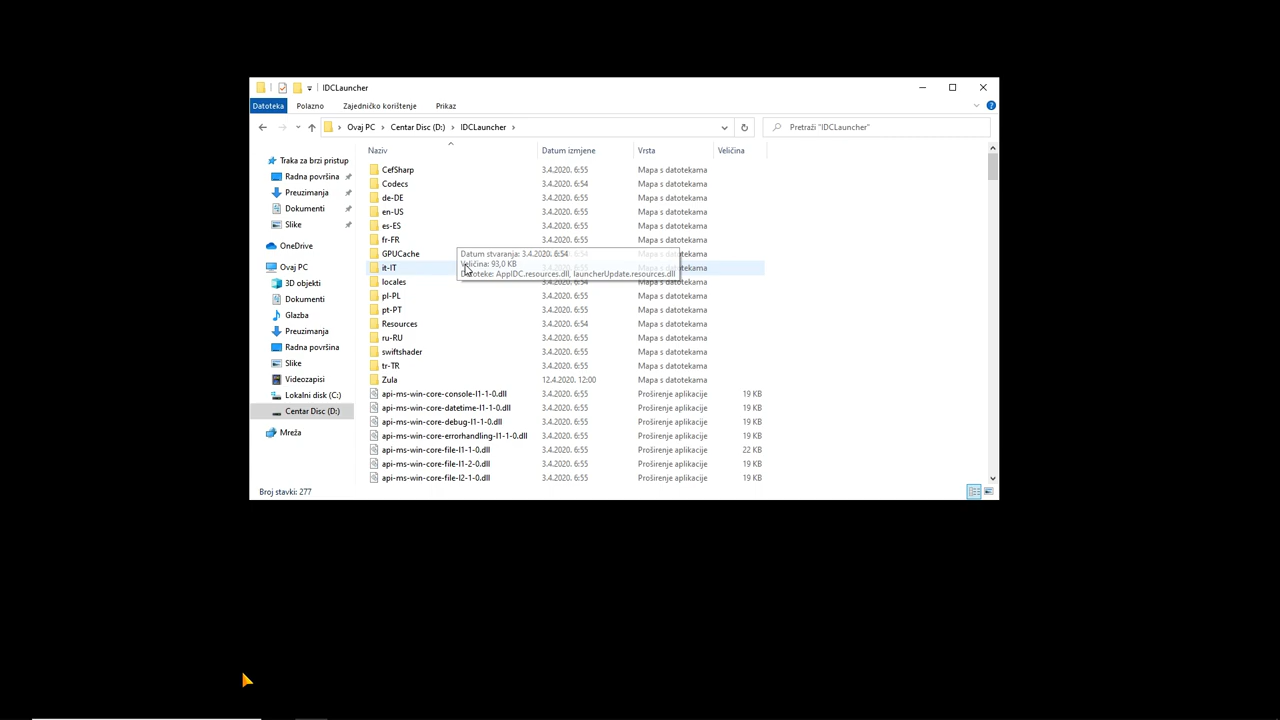 IDCLauncher
Datoteka Polazno Zajedničko korištenje Prikaz
Ovaj PC > Centar Disc (D:) > IDCLauncher > Pretraži "IDCLauncher"
Naziv Datum izmjene Vrsta Veličina
Traka za brzi pristup
Radna površina
Preuzimanja
Dokumenti
Slike
OneDrive
Ovaj PC
3D objekti
Dokumenti
Glazba
Preuzimanja
Radna površina
Slike
Videozapisi
Lokalni disk (C:)
Centar Disc (D:)
Mreža
CefSharp 3.4.2020. 6:55 Mapa s datotekama
Codecs 3.4.2020. 6:54 Mapa s datotekama
de-DE 3.4.2020. 6:55 Mapa s datotekama
en-US 3.4.2020. 6:55 Mapa s datotekama
es-ES 3.4.2020. 6:55 Mapa s datotekama
fr-FR 3.4.2020. 6:55 Mapa s datotekama
GPUCache
it-IT
Datum stvaranja: 3.4.2020. 6:54
Veličina: 93,0 KB
Datoteke: AppIDC.resources.dll, launcherUpdate.resources.dll
locales 3.4.2020. 6:54 Mapa s datotekama
pl-PL 3.4.2020. 6:55 Mapa s datotekama
pt-PT 3.4.2020. 6:55 Mapa s datotekama
Resources 3.4.2020. 6:54 Mapa s datotekama
ru-RU 3.4.2020. 6:55 Mapa s datotekama
swiftshader 3.4.2020. 6:55 Mapa s datotekama
tr-TR 3.4.2020. 6:55 Mapa s datotekama
Zula 12.4.2020. 12:00 Mapa s datotekama
api-ms-win-core-console-l1-1-0.dll 3.4.2020. 6:55 Proširenje aplikacije 19 KB
api-ms-win-core-datetime-l1-1-0.dll 3.4.2020. 6:55 Proširenje aplikacije 19 KB
api-ms-win-core-debug-l1-1-0.dll 3.4.2020. 6:55 Proširenje aplikacije 19 KB
api-ms-win-core-errorhandling-l1-1-0.dll 3.4.2020. 6:55 Proširenje aplikacije 19 KB
api-ms-win-core-file-l1-1-0.dll 3.4.2020. 6:55 Proširenje aplikacije 22 KB
api-ms-win-core-file-l1-2-0.dll 3.4.2020. 6:55 Proširenje aplikacije 19 KB
api-ms-win-core-file-l2-1-0.dll 3.4.2020. 6:55 Proširenje aplikacije 19 KB
Broj stavki: 277